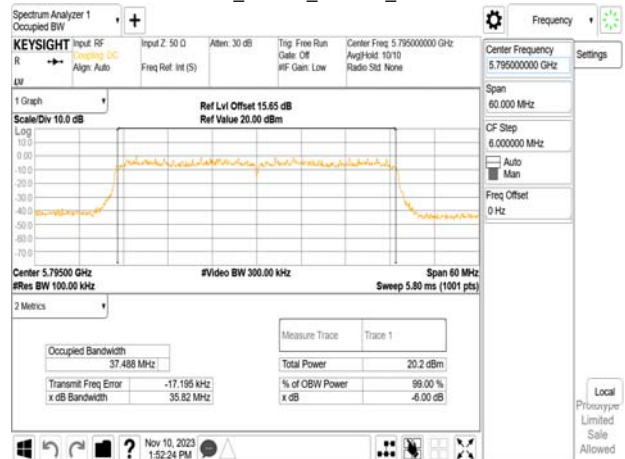 Spectrum Analyzer 1
Occupied BW
Frequency
KEYSIGHT
R
Input: RF
Coupling: DC
Align: Auto
Input Z: 50 Ω
Freq Ref: Int (S)
Atten: 30 dB
Trig: Free Run
Gate: Off
#IF Gain: Low
Center Freq: 5.795000000 GHz
Avg|Hold: 10/10
Radio Std: None
Center Frequency
5.795000000 GHz
Settings
Span
60.000 MHz
CF Step
6.000000 MHz
Auto
Man
Freq Offset
0 Hz
1 Graph
Scale/Div 10.0 dB
Ref Lvl Offset 15.65 dB
Ref Value 20.00 dBm
Log
10.0
0.00
-10.0
-20.0
-30.0
-40.0
-50.0
-60.0
-70.0
Center 5.79500 GHz
#Res BW 100.00 kHz
#Video BW 300.00 kHz
Span 60 MHz
Sweep 5.80 ms (1001 pts)
2 Metrics
Measure Trace Trace 1
Occupied Bandwidth
37.488 MHz
Total Power 20.2 dBm
Transmit Freq Error -17.195 kHz
% of OBW Power 99.00 %
x dB Bandwidth 35.82 MHz
x dB -6.00 dB
Local
Prototype
Limited
Sale
Allowed
Nov 10, 2023
1:52:24 PM